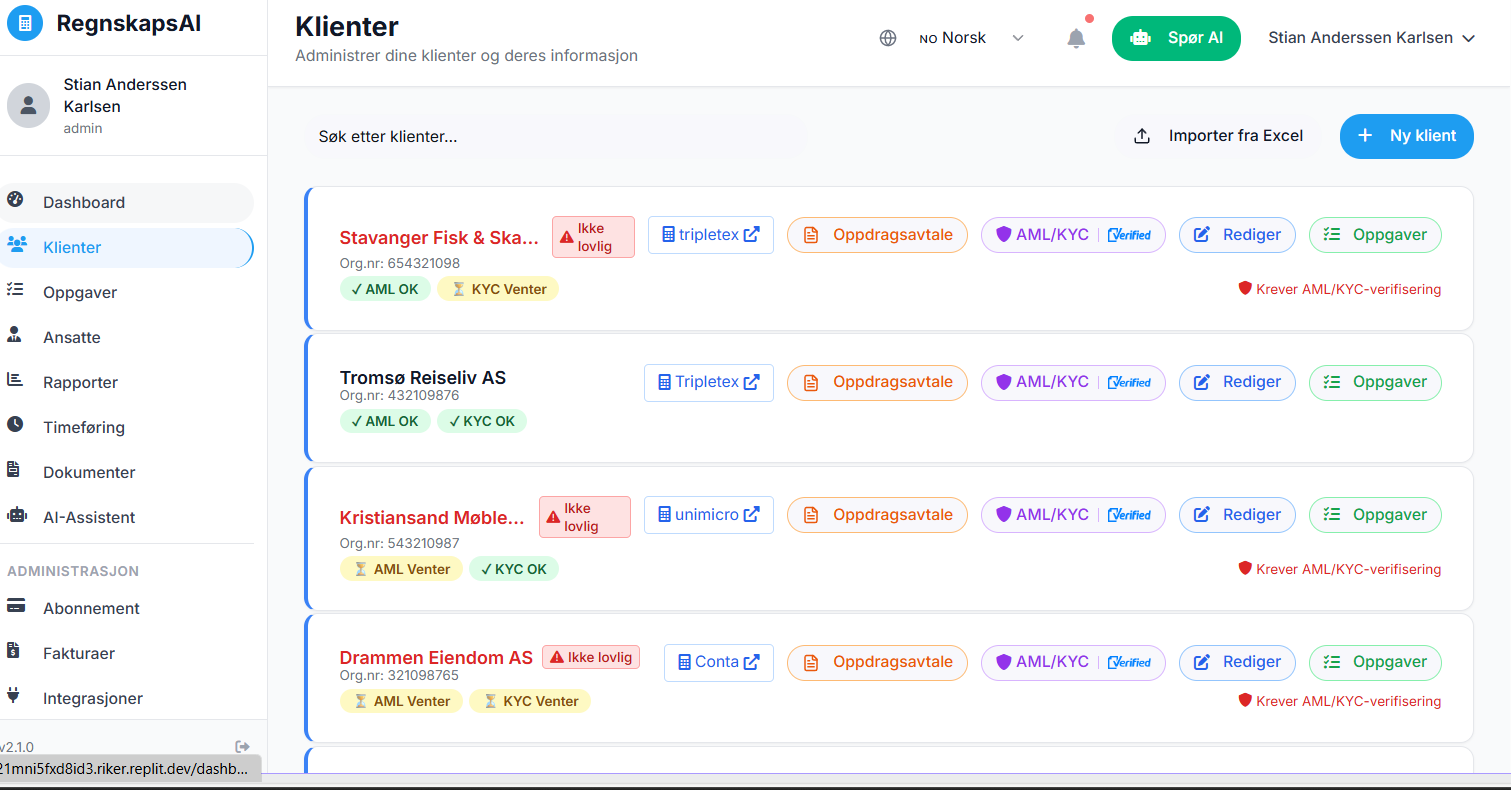 RegnskapsAI
Stian Anderssen
Karlsen
admin
Dashboard
Klienter
Oppgaver
Ansatte
Rapporter
Timeføring
Dokumenter
AI-Assistent
ADMINISTRASJON
Abonnement
Fakturaer
Integrasjoner
v2.1.0
21mni5fxd8id3.riker.replit.dev/dashb...
Klienter
Administrer dine klienter og deres informasjon
NO Norsk
Spør AI
Stian Anderssen Karlsen
Søk etter klienter...
Importer fra Excel
+ Ny klient
Stavanger Fisk & Ska...
Ikke
lovlig
tripletex
Oppdragsavtale
AML/KYC | Verified
Rediger
Oppgaver
Org.nr: 654321098
✓ AML OK
⏳ KYC Venter
Krever AML/KYC-verifisering
Tromsø Reiseliv AS
Tripletex
Oppdragsavtale
AML/KYC | Verified
Rediger
Oppgaver
Org.nr: 432109876
✓ AML OK
✓ KYC OK
Kristiansand Møble...
Ikke
lovlig
unimicro
Oppdragsavtale
AML/KYC | Verified
Rediger
Oppgaver
Org.nr: 543210987
⏳ AML Venter
✓ KYC OK
Krever AML/KYC-verifisering
Drammen Eiendom AS
Ikke lovlig
Conta
Oppdragsavtale
AML/KYC | Verified
Rediger
Oppgaver
Org.nr: 321098765
⏳ AML Venter
⏳ KYC Venter
Krever AML/KYC-verifisering